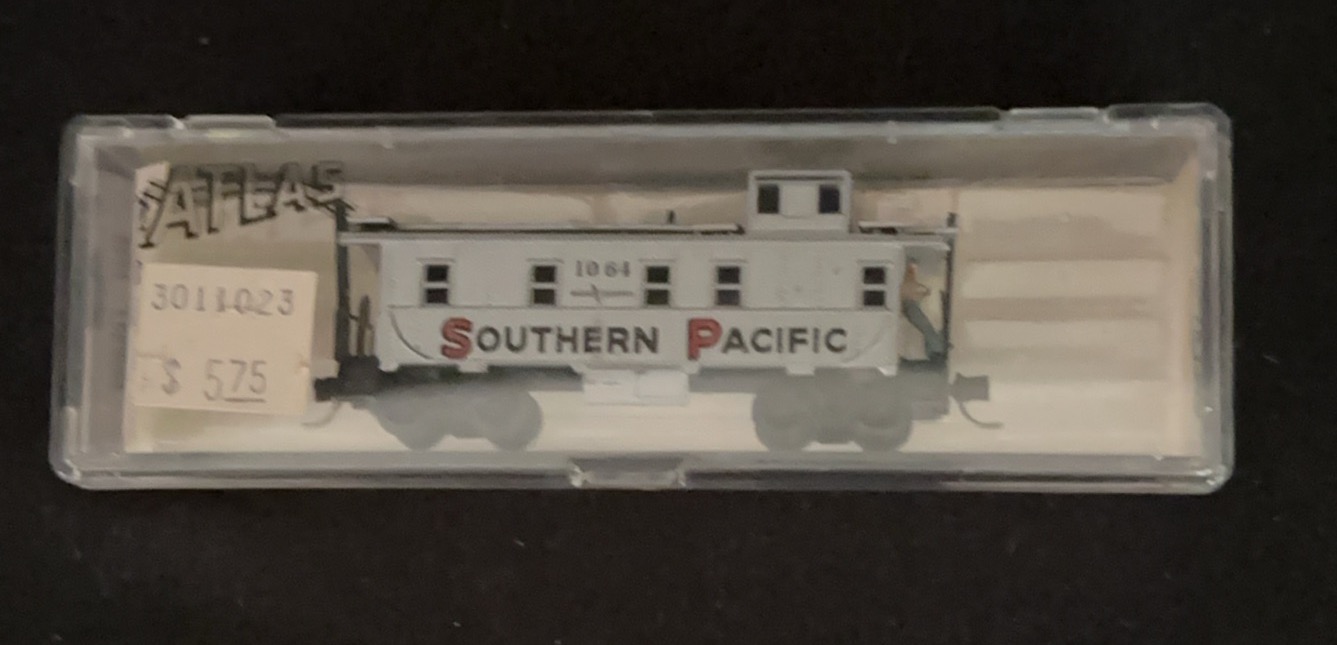 ATLAS
3011023
$ 575
1064
SOUTHERN PACIFIC